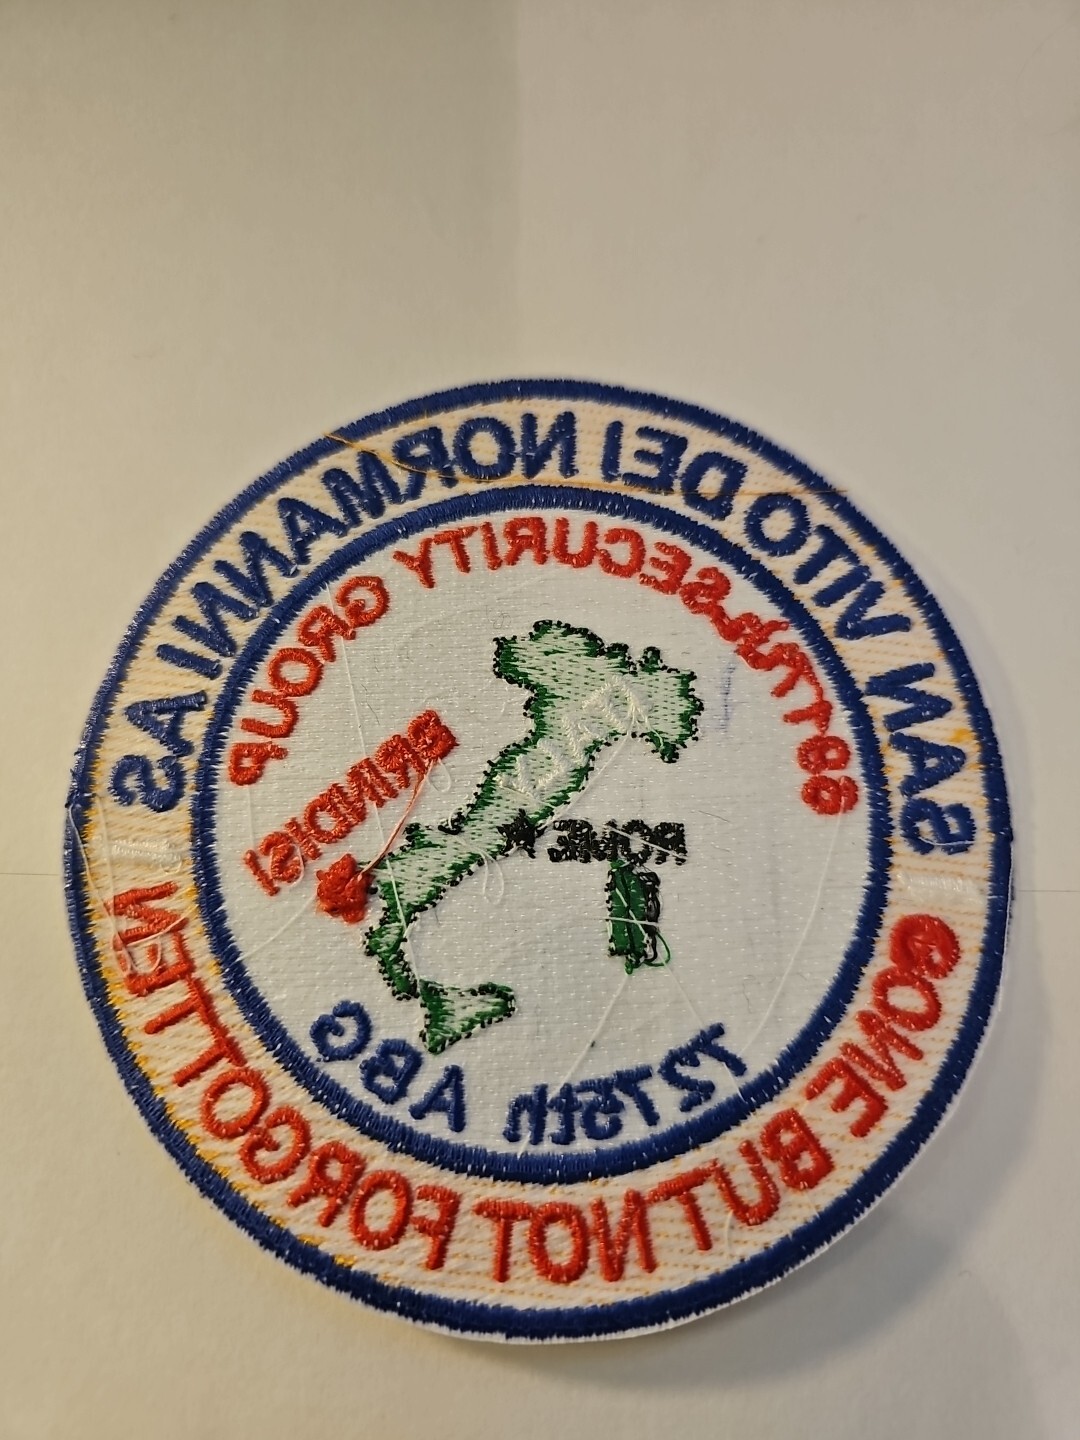 SAN VITO DEI NORMANNI AS
6917TH SECURITY GROUP
ITALY
BRINDISI
ROME
7275th ABG
GONE BUT NOT FORGOTTEN